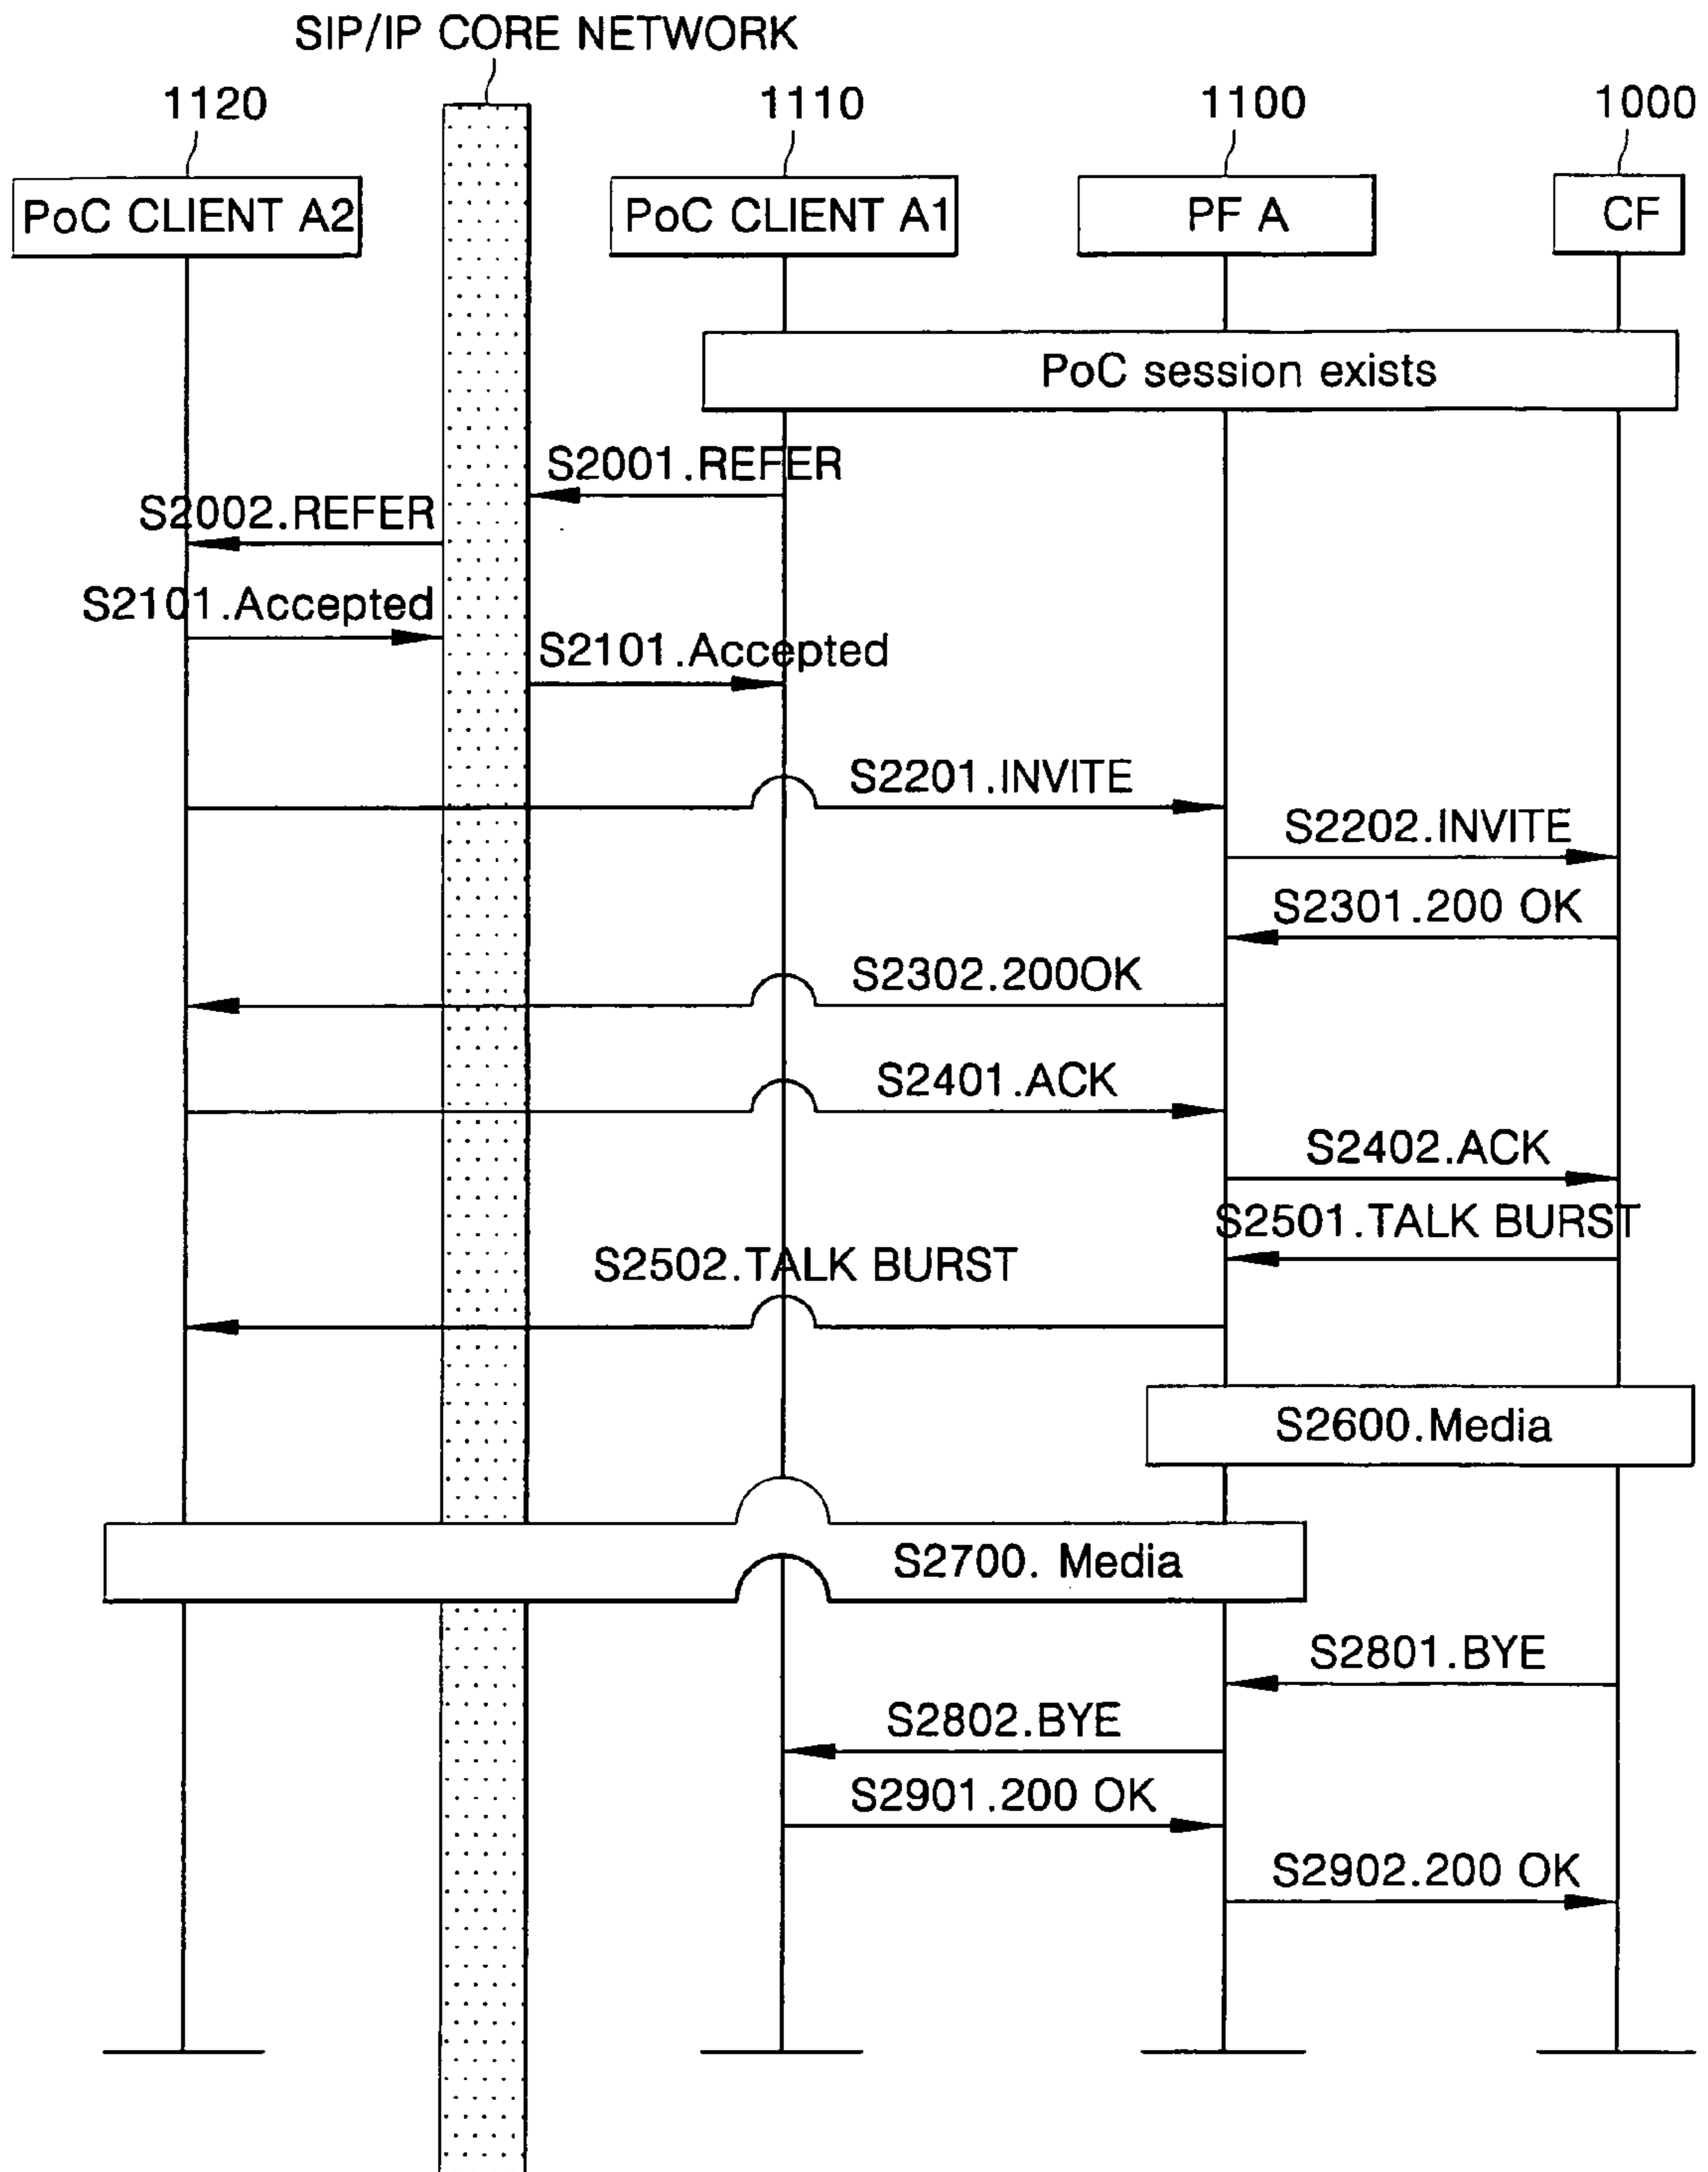 SIP/IP CORE NETWORK
1120
1110
1100
1000
PoC CLIENT A2
PoC CLIENT A1
PF A
CF
PoC session exists
S2001.REFER
S2002.REFER
S2101.Accepted
S2101.Accepted
S2201.INVITE
S2202.INVITE
S2301.200 OK
S2302.200OK
S2401.ACK
S2402.ACK
S2501.TALK BURST
S2502.TALK BURST
S2600.Media
S2700. Media
S2801.BYE
S2802.BYE
S2901.200 OK
S2902.200 OK